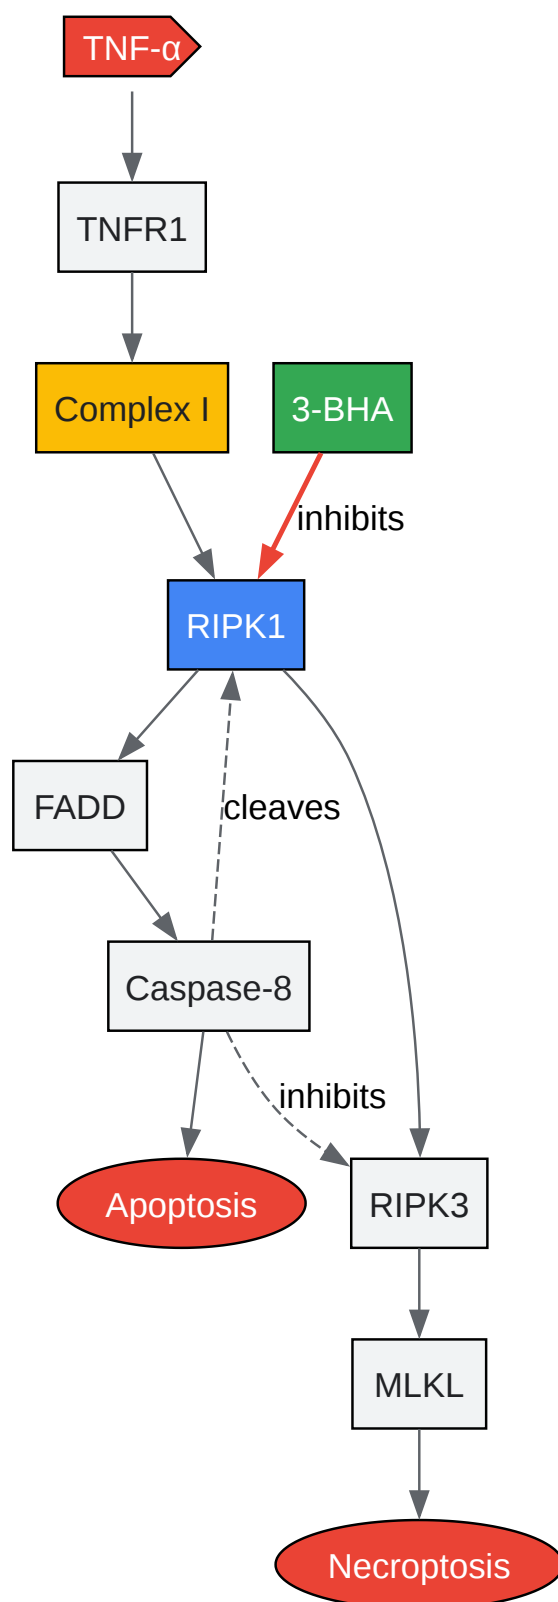 TNF-α
TNFR1
Complex I
3-BHA
inhibits
RIPK1
FADD
cleaves
Caspase-8
inhibits
Apoptosis
RIPK3
MLKL
Necroptosis